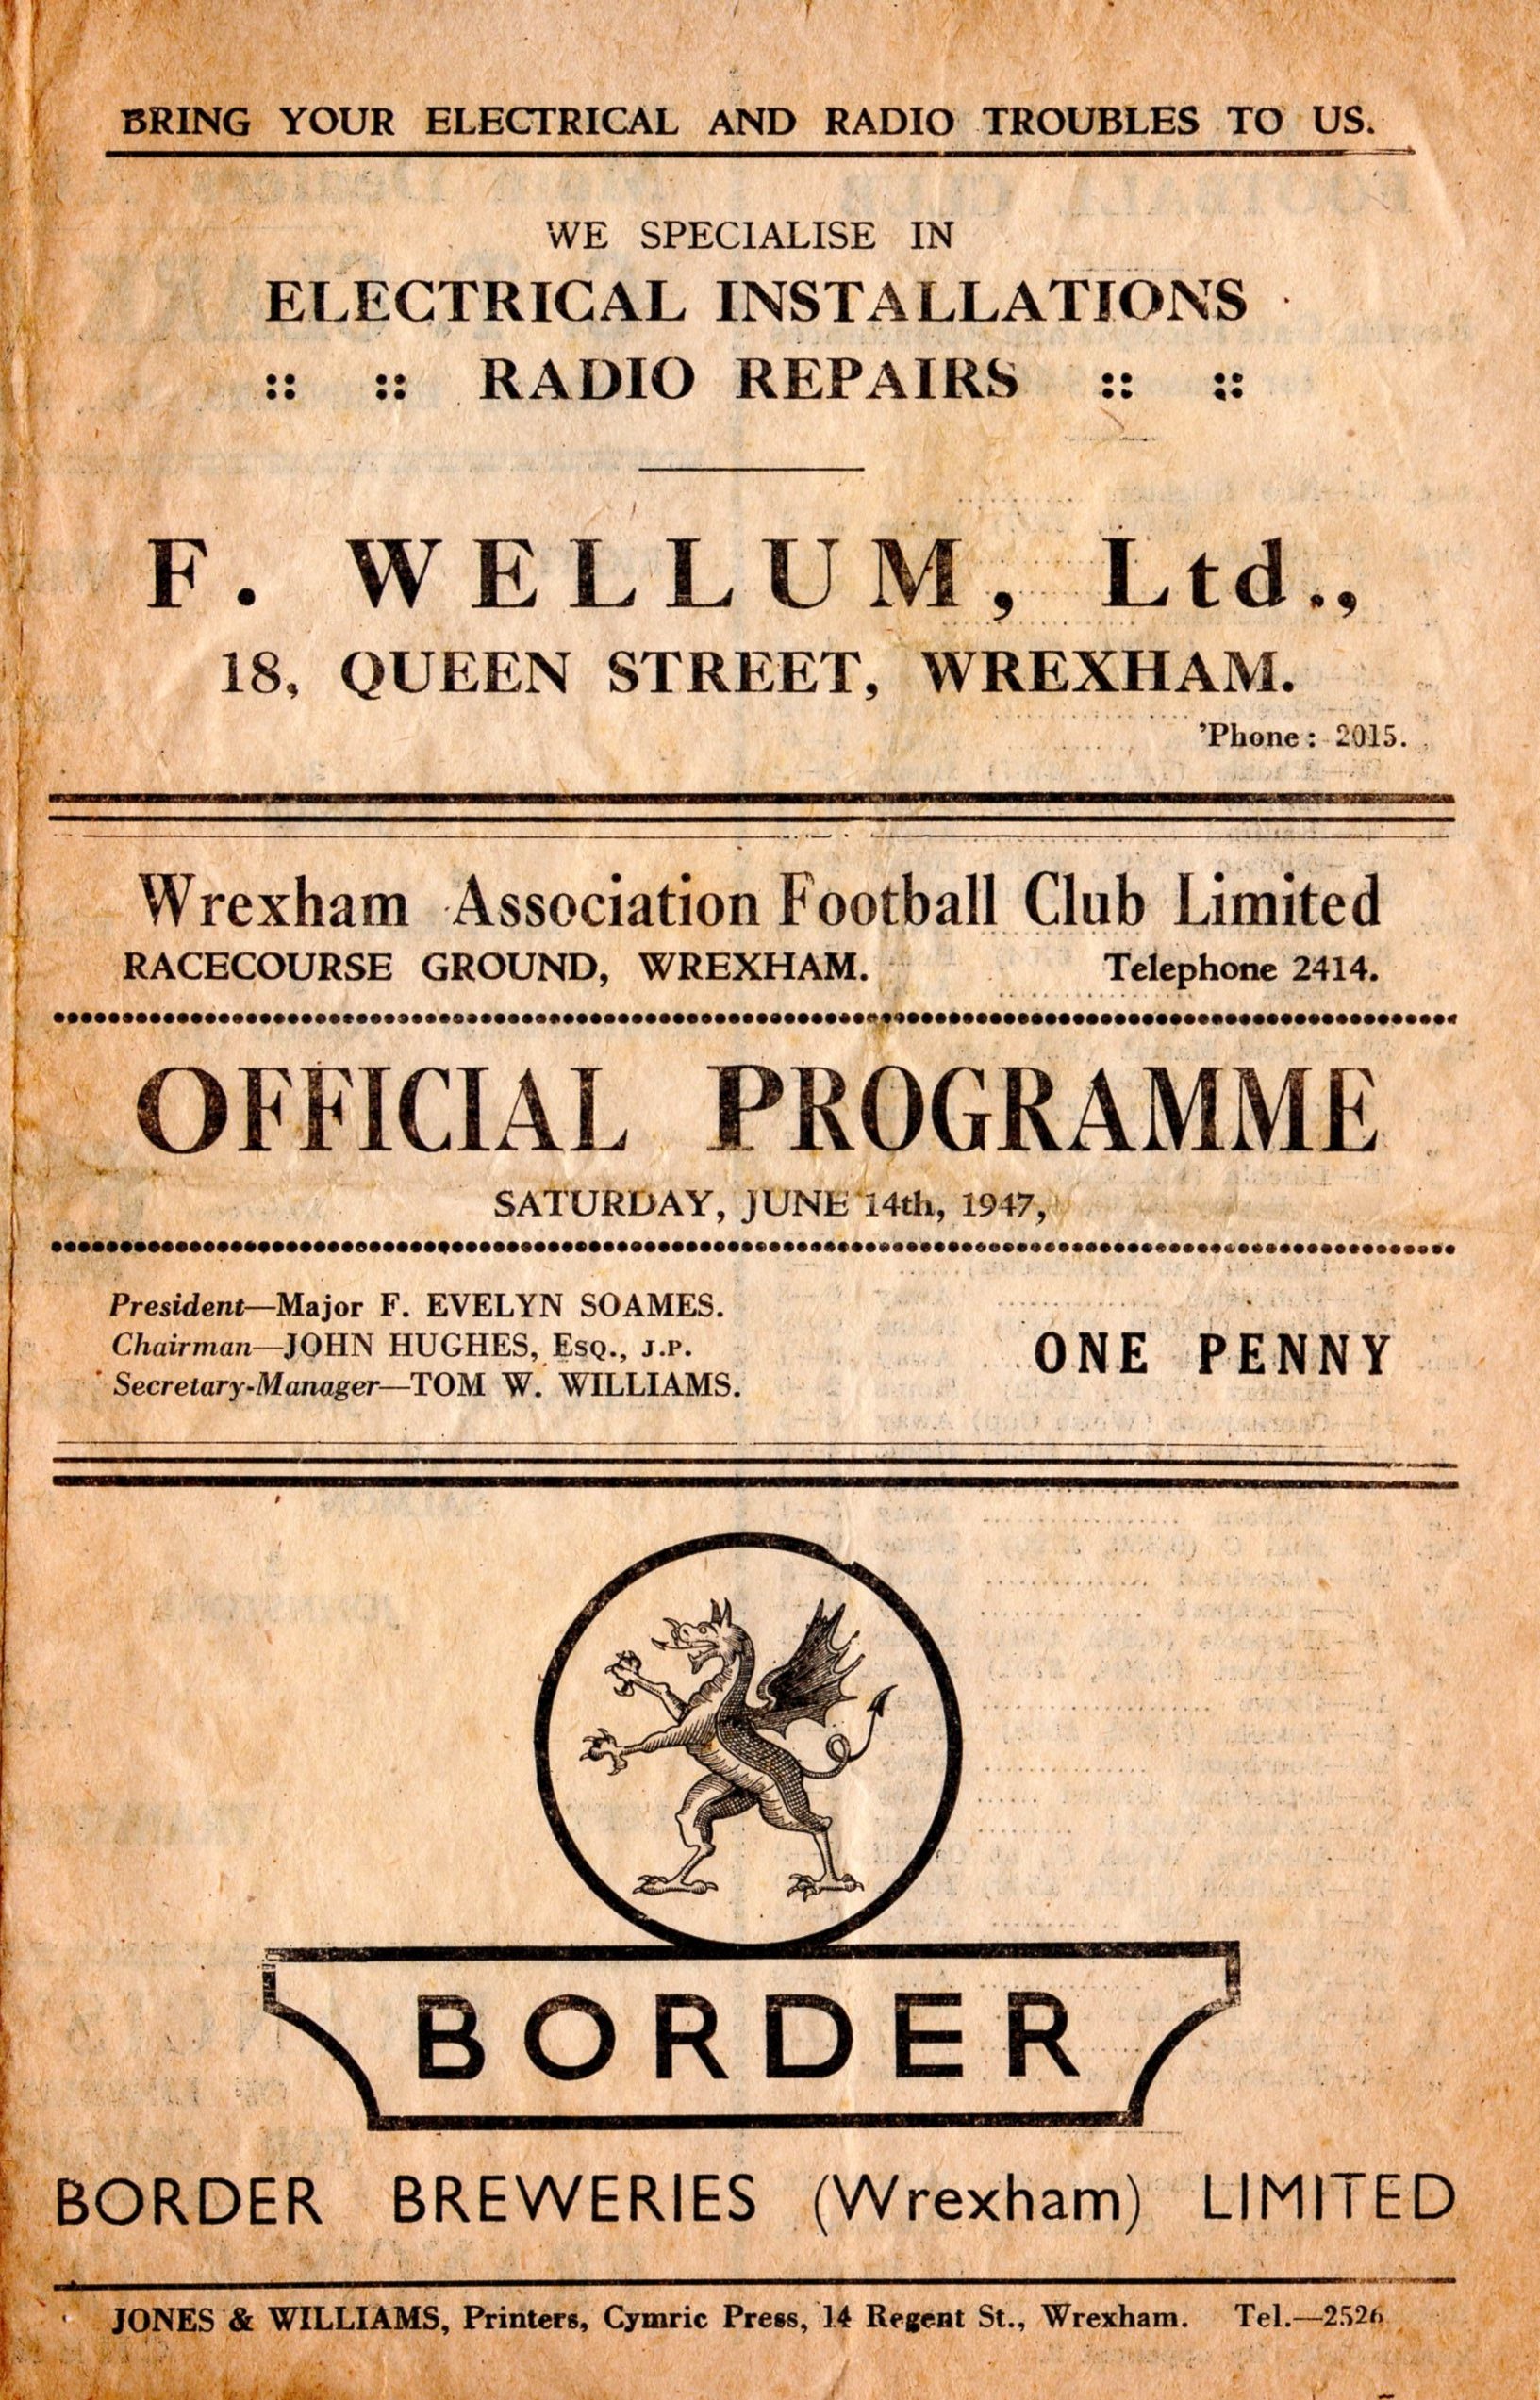 BRING YOUR ELECTRICAL AND RADIO TROUBLES TO US.
WE SPECIALISE IN
ELECTRICAL INSTALLATIONS
:: :: RADIO REPAIRS :: ::
F. WELLUM, Ltd.,
18, QUEEN STREET, WREXHAM.
'Phone: 2015.
Wrexham Association Football Club Limited
RACECOURSE GROUND, WREXHAM. Telephone 2414.
OFFICIAL PROGRAMME
SATURDAY, JUNE 14th, 1947,
President—Major F. EVELYN SOAMES.
Chairman—JOHN HUGHES, ESQ., J.P.
Secretary-Manager—TOM W. WILLIAMS.
ONE PENNY
BORDER
BORDER BREWERIES (Wrexham) LIMITED
JONES & WILLIAMS, Printers, Cymric Press, 14 Regent St., Wrexham. Tel.—2526